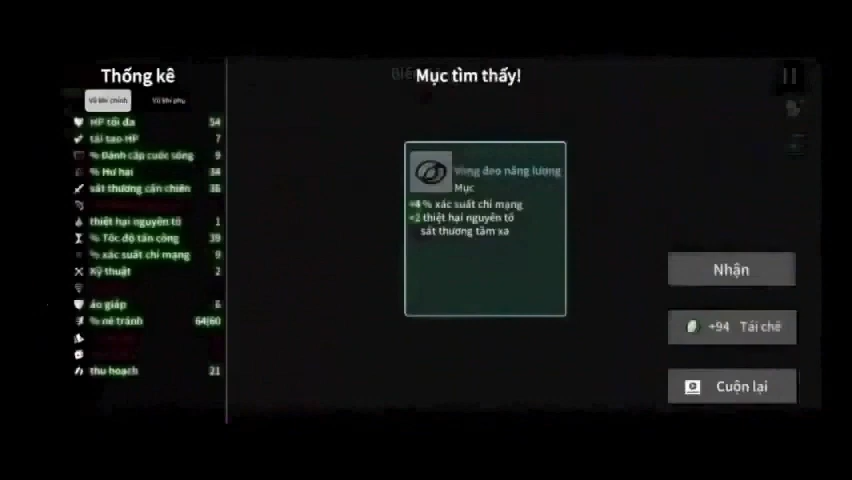 Thống kê
Mục tìm thấy!
Vũ khí chính
Vũ khí phụ
HP tối đa 54
tái tạo HP 7
% Đánh cắp cuộc sống 9
% Hư hại 34
sát thương cận chiến 36
thiệt hại nguyên tố 1
% Tốc độ tấn công 39
% xác suất chí mạng 9
Kỹ thuật 2
áo giáp 6
% né tránh 64|60
thu hoạch 21
Vòng đeo năng lượng
Mục
+4 % xác suất chí mạng
+2 thiệt hại nguyên tố
sát thương tầm xa
Nhận
+94 Tái chế
Cuộn lại